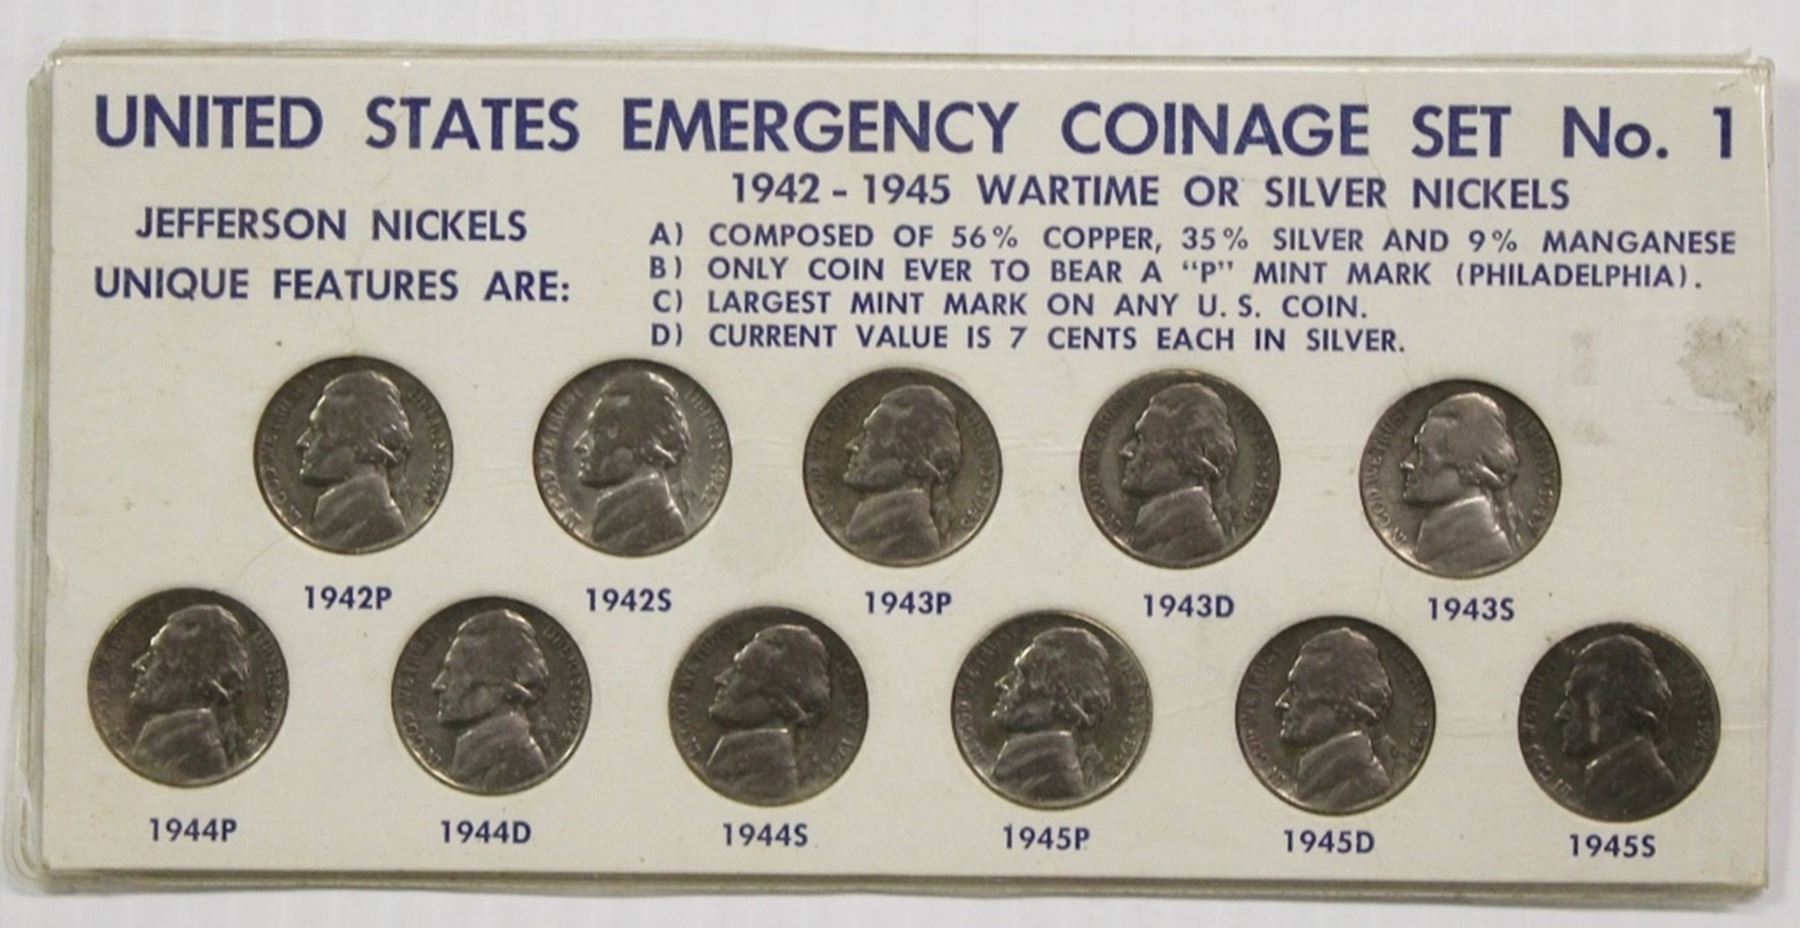 UNITED STATES EMERGENCY COINAGE SET No. 1
1942 - 1945 WARTIME OR SILVER NICKELS
JEFFERSON NICKELS
UNIQUE FEATURES ARE:
A) COMPOSED OF 56% COPPER, 35% SILVER AND 9% MANGANESE
B) ONLY COIN EVER TO BEAR A "P" MINT MARK (PHILADELPHIA).
C) LARGEST MINT MARK ON ANY U. S. COIN.
D) CURRENT VALUE IS 7 CENTS EACH IN SILVER.
1942P 1942S 1943P 1943D 1943S
1944P 1944D 1944S 1945P 1945D 1945S